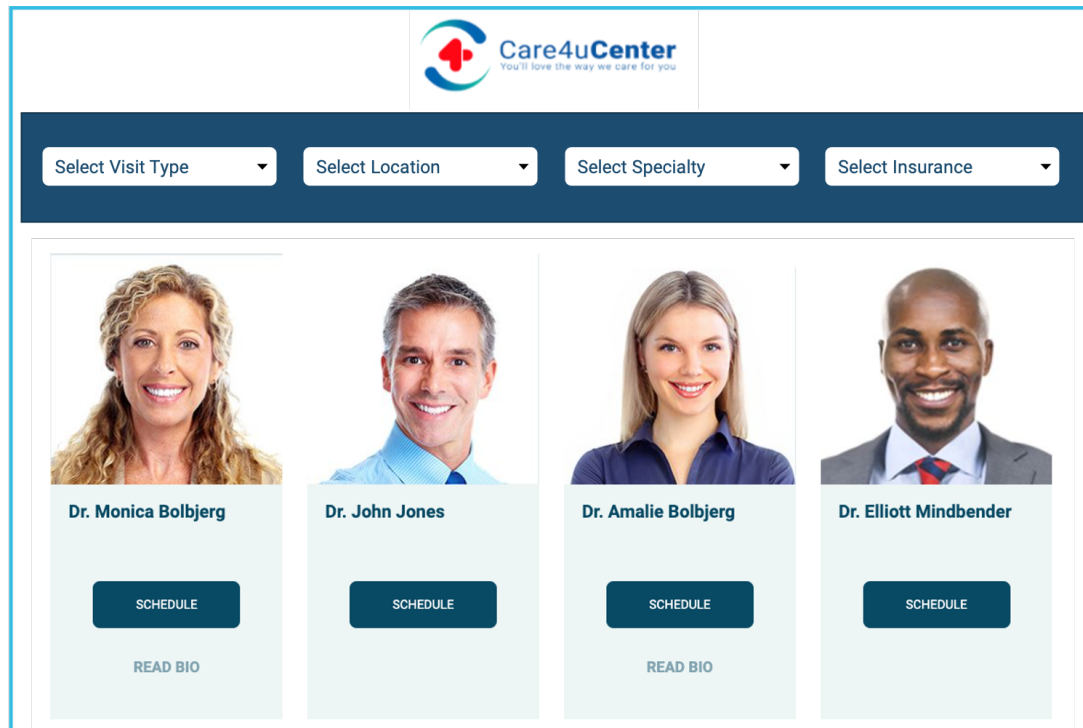 Care4uCenter
You'll love the way we care for you
Select Visit Type
Select Location
Select Specialty
Select Insurance
Dr. Monica Bolbjerg
Dr. John Jones
Dr. Amalie Bolbjerg
Dr. Elliott Mindbender
SCHEDULE
SCHEDULE
SCHEDULE
SCHEDULE
READ BIO
READ BIO